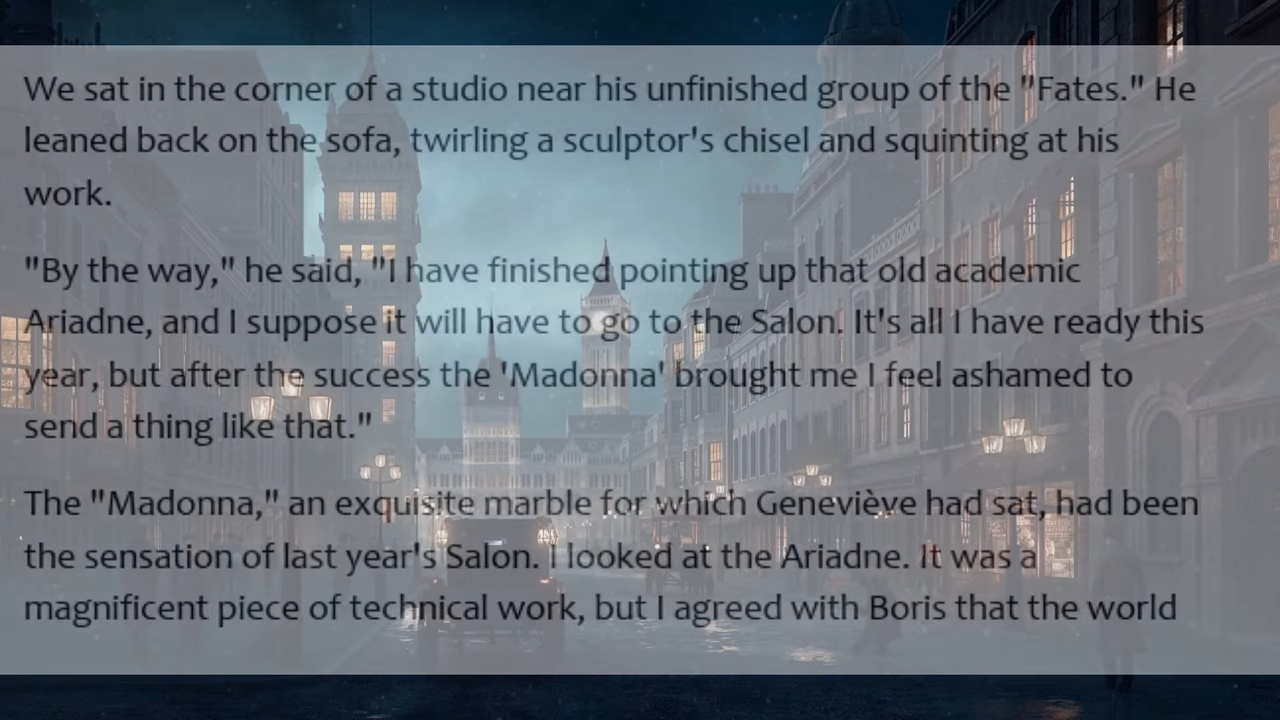 We sat in the corner of a studio near his unfinished group of the "Fates." He
leaned back on the sofa, twirling a sculptor's chisel and squinting at his
work.
"By the way," he said, "I have finished pointing up that old academic
Ariadne, and I suppose it will have to go to the Salon. It's all I have ready this
year, but after the success the 'Madonna' brought me I feel ashamed to
send a thing like that."
The "Madonna," an exquisite marble for which Geneviève had sat, had been
the sensation of last year's Salon. I looked at the Ariadne. It was a
magnificent piece of technical work, but I agreed with Boris that the world